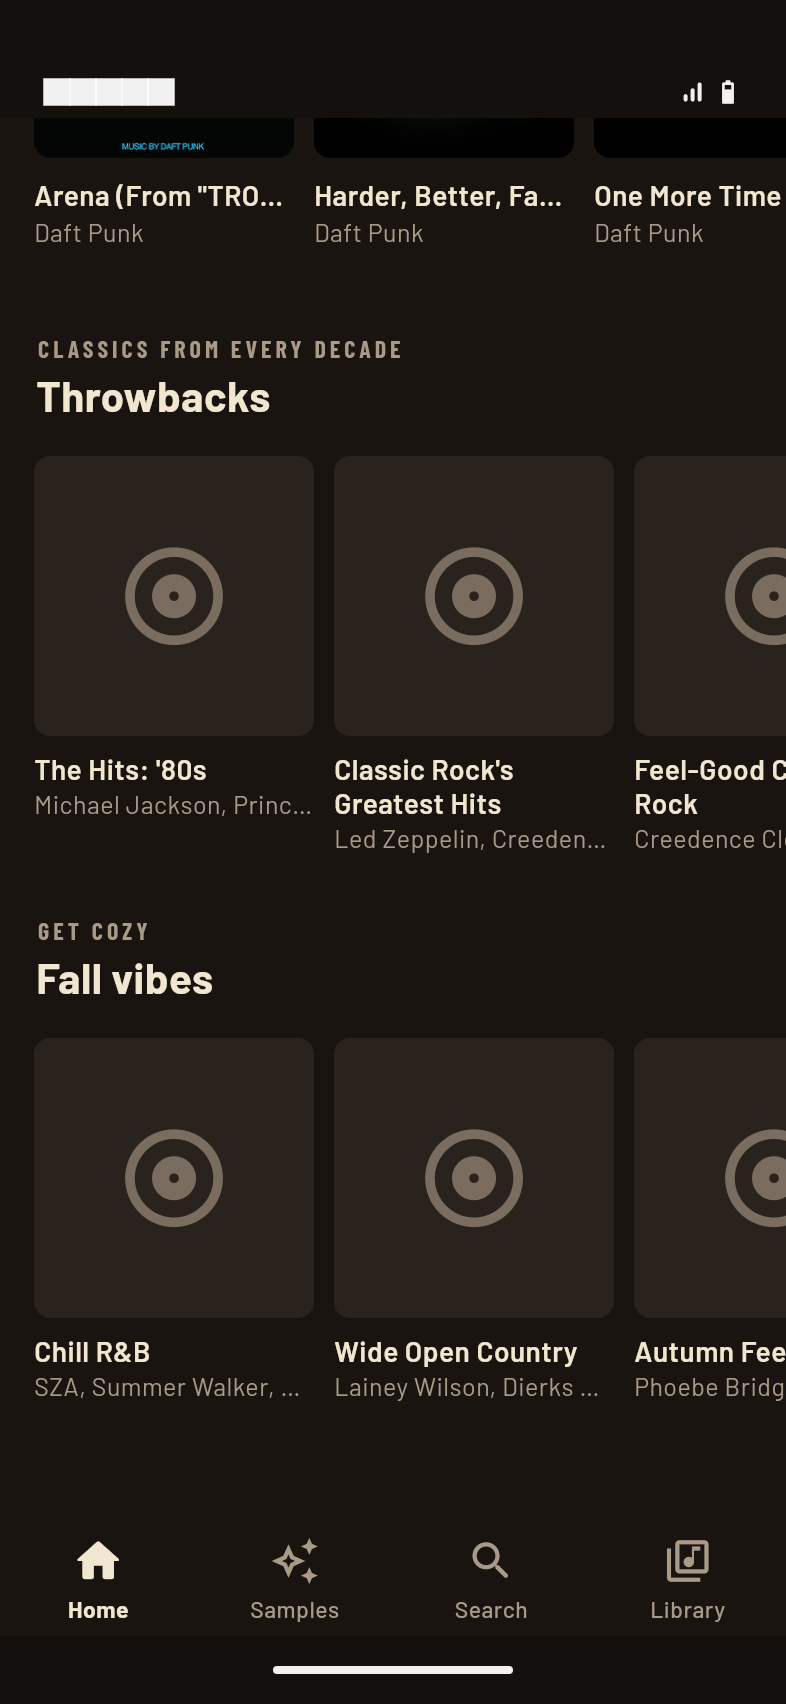 MUSIC BY DAFT PUNK
Arena (From "TRO...
Harder, Better, Fa...
One More Time
Daft Punk
Daft Punk
Daft Punk
CLASSICS FROM EVERY DECADE
Throwbacks
The Hits: '80s
Michael Jackson, Princ...
Classic Rock's
Greatest Hits
Led Zeppelin, Creeden...
Feel-Good C
Rock
Creedence Cl
GET COZY
Fall vibes
Chill R&B
SZA, Summer Walker, ...
Wide Open Country
Lainey Wilson, Dierks ...
Autumn Fee
Phoebe Bridg
Home
Samples
Search
Library